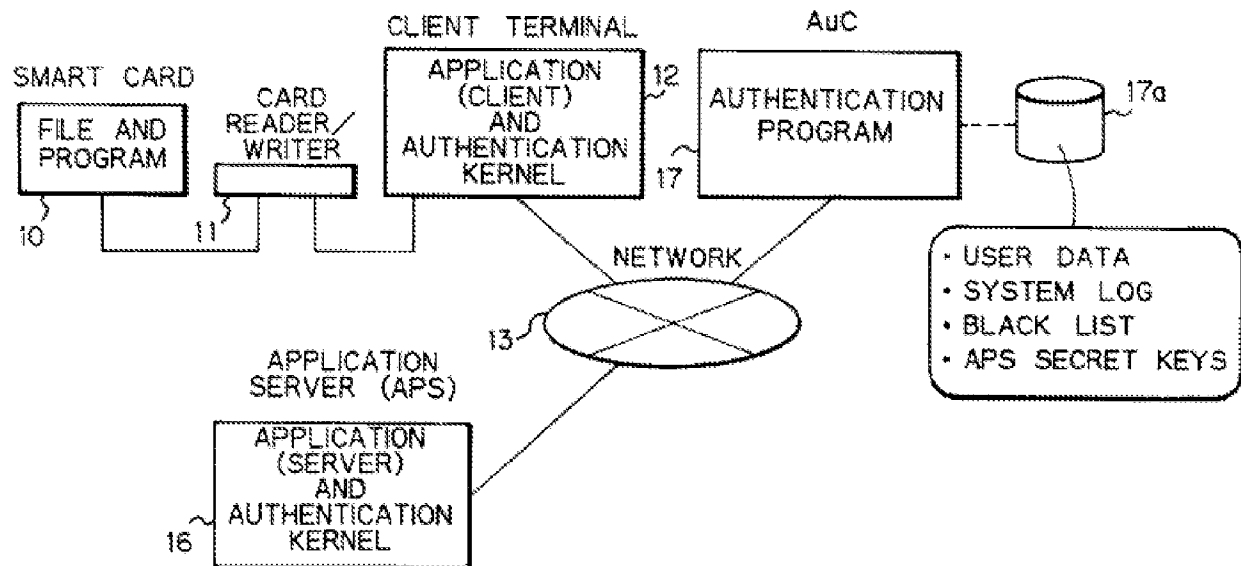 CLIENT TERMINAL
AuC
SMART CARD
FILE AND
PROGRAM
10
CARD
READER/
WRITER
11
APPLICATION
(CLIENT)
AND
AUTHENTICATION
KERNEL
12
AUTHENTICATION
PROGRAM
17
17a
NETWORK
13
• USER DATA
• SYSTEM LOG
• BLACK LIST
• APS SECRET KEYS
APPLICATION
SERVER (APS)
APPLICATION
(SERVER)
AND
AUTHENTICATION
KERNEL
16